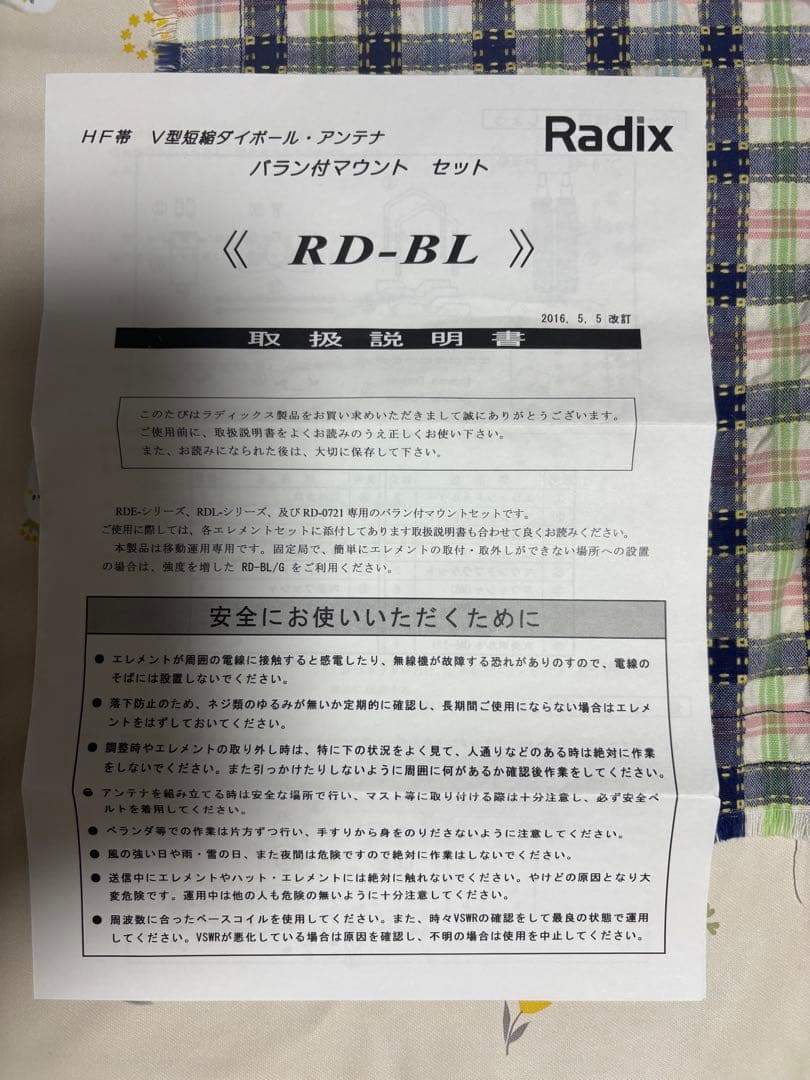 HF帯 V型短縮ダイポール・アンテナ
Radix
バラン付マウント セット
《 RD-BL 》
2016. 5. 5 改訂
取扱説明書
このたびはラディックス製品をお買い求めいただきまして誠にありがとうございます。
ご使用前に、取扱説明書をよくお読みのうえ正しくお使い下さい。
また、お読みになられた後は、大切に保存して下さい。
RDE-シリーズ、RDL-シリーズ、及び RD-0721 専用のバラン付マウントセットです。
ご使用に際しては、各エレメントセットに添付してあります取扱説明書も合わせて良くお読みください。
本製品は移動運用専用です。固定局で、簡単にエレメントの取付・取外しができない場所への設置
の場合は、強度を増した RD-BL/G をご利用ください。
安全にお使いいただくために
● エレメントが周囲の電線に接触すると感電したり、無線機が故障する恐れがありのすので、電線の
そばには設置しないでください。
● 落下防止のため、ネジ類のゆるみが無いか定期的に確認し、長期間ご使用にならない場合はエレメ
ントをはずしておいてください。
● 調整時やエレメントの取り外し時は、特に下の状況をよく見て、人通りなどのある時は絶対に作業
をしないでください。また引っかけたりしないように周囲に何があるか確認後作業をしてください。
● アンテナを組み立てる時は安全な場所で行い、マスト等に取り付ける際は十分注意し、必ず安全ベ
ルトを着用してください。
● ベランダ等での作業は片方ずつ行い、手すりから身をのりださないように注意してください。
● 風の強い日や雨・雪の日、また夜間は危険ですので絶対に作業はしないでください。
● 送信中にエレメントやハット・エレメントには絶対に触れないでください。やけどの原因となり大
変危険です。運用中は他の人も危険の無いように十分注意してください。
● 周波数に合ったベースコイルを使用してください。また、時々VSWRの確認をして最良の状態で運用
してください。VSWRが悪化している場合は原因を確認し、不明の場合は使用を中止してください。